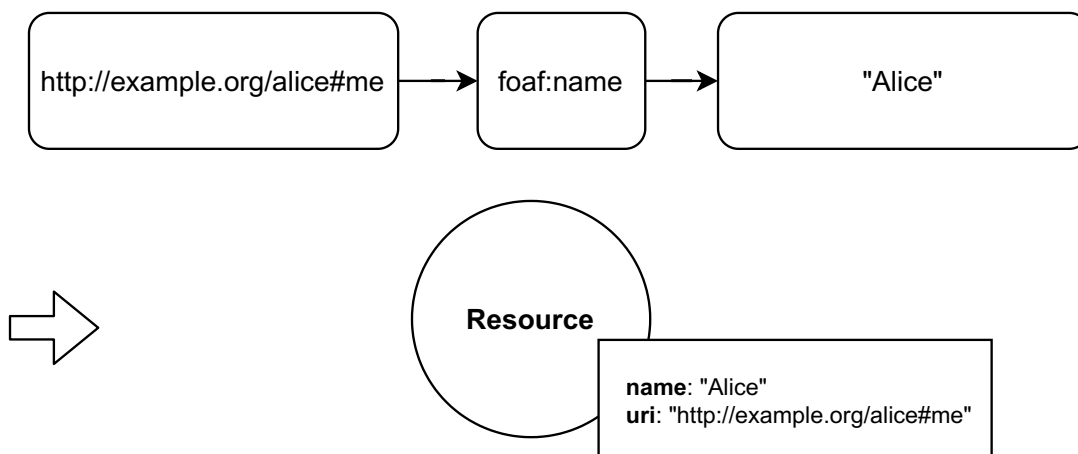 http://example.org/alice#me
foaf:name
"Alice"
Resource
name: "Alice"
uri: "http://example.org/alice#me"